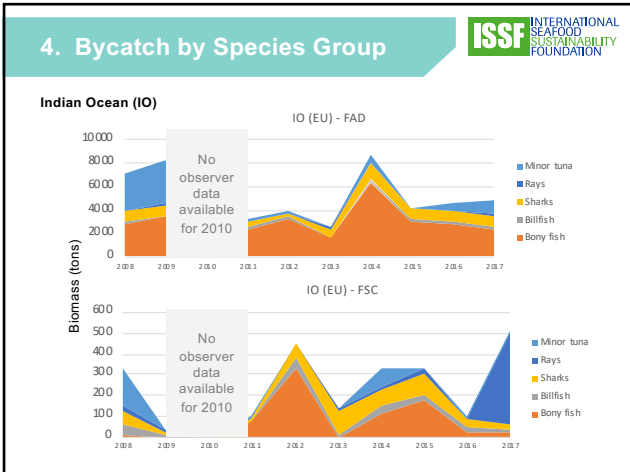 4. Bycatch by Species Group
ISSF
INTERNATIONAL
SEAFOOD
SUSTAINABILITY
FOUNDATION
Indian Ocean (IO)
IO (EU) - FAD
10000
8000
6000
4000
2000
0
No
observer
data
available
for 2010
2008 2009 2010 2011 2012 2013 2014 2015 2016 2017
Minor tuna
Rays
Sharks
Billfish
Bony fish
Biomass (tons)
IO (EU) - FSC
600
500
400
300
200
100
0
No
observer
data
available
for 2010
2008 2009 2010 2011 2012 2013 2014 2015 2016 2017
Minor tuna
Rays
Sharks
Billfish
Bony fish